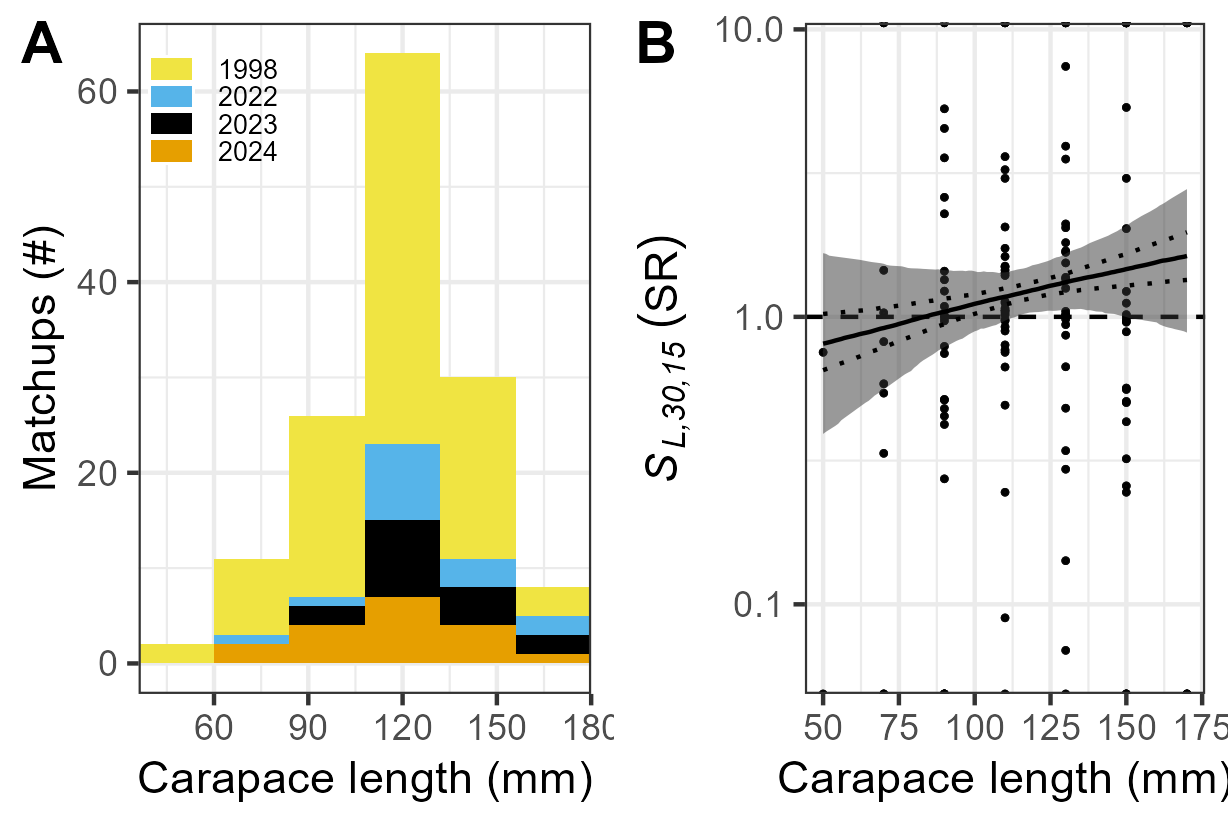 A
Matchups (#)
60
40
20
0
1998
2022
2023
2024
60 90 120 150 180
Carapace length (mm)
B
S L,30,15 (SR)
10.0
1.0
0.1
50 75 100 125 150 175
Carapace length (mm)